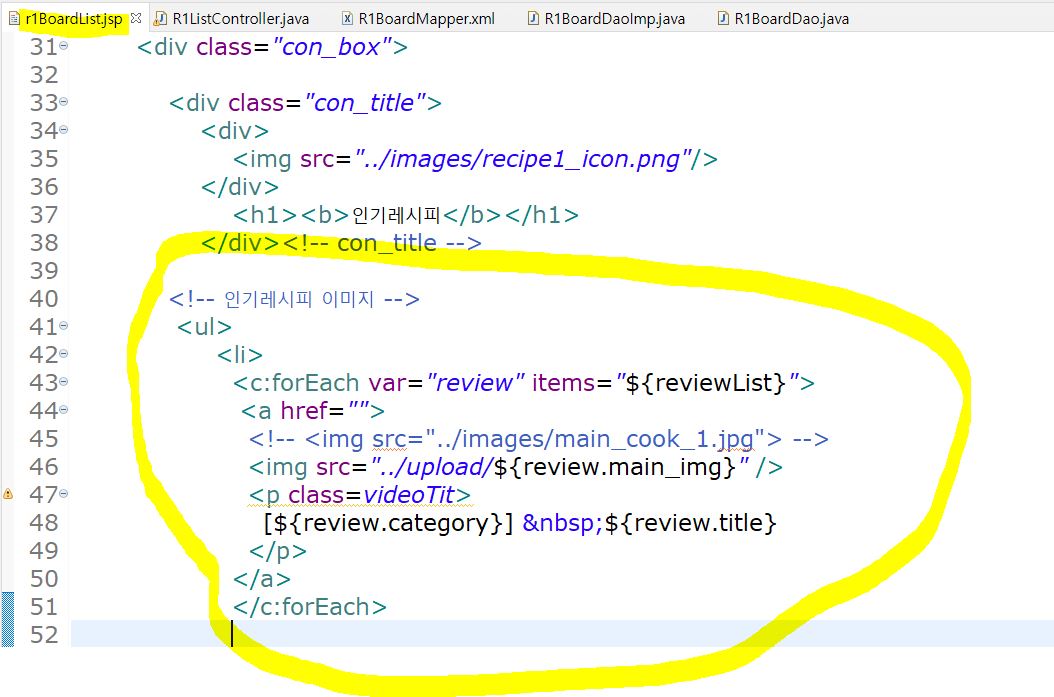 r1BoardList.jsp R1ListController.java R1BoardMapper.xml R1BoardDaoImp.java R1BoardDao.java
31 <div class="con_box">
32
33 <div class="con_title">
34 <div>
35 <img src="../images/recipe1_icon.png"/>
36 </div>
37 <h1><b>인기레시피</b></h1>
38 </div><!-- con_title -->
39
40 <!-- 인기레시피 이미지 -->
41 <ul>
42 <li>
43 <c:forEach var="review" items="${reviewList}">
44 <a href="">
45 <!-- <img src="../images/main_cook_1.jpg"> -->
46 <img src="../upload/${review.main_img}" />
47 <p class=videoTit>
48 [${review.category}] &nbsp;${review.title}
49 </p>
50 </a>
51 </c:forEach>
52